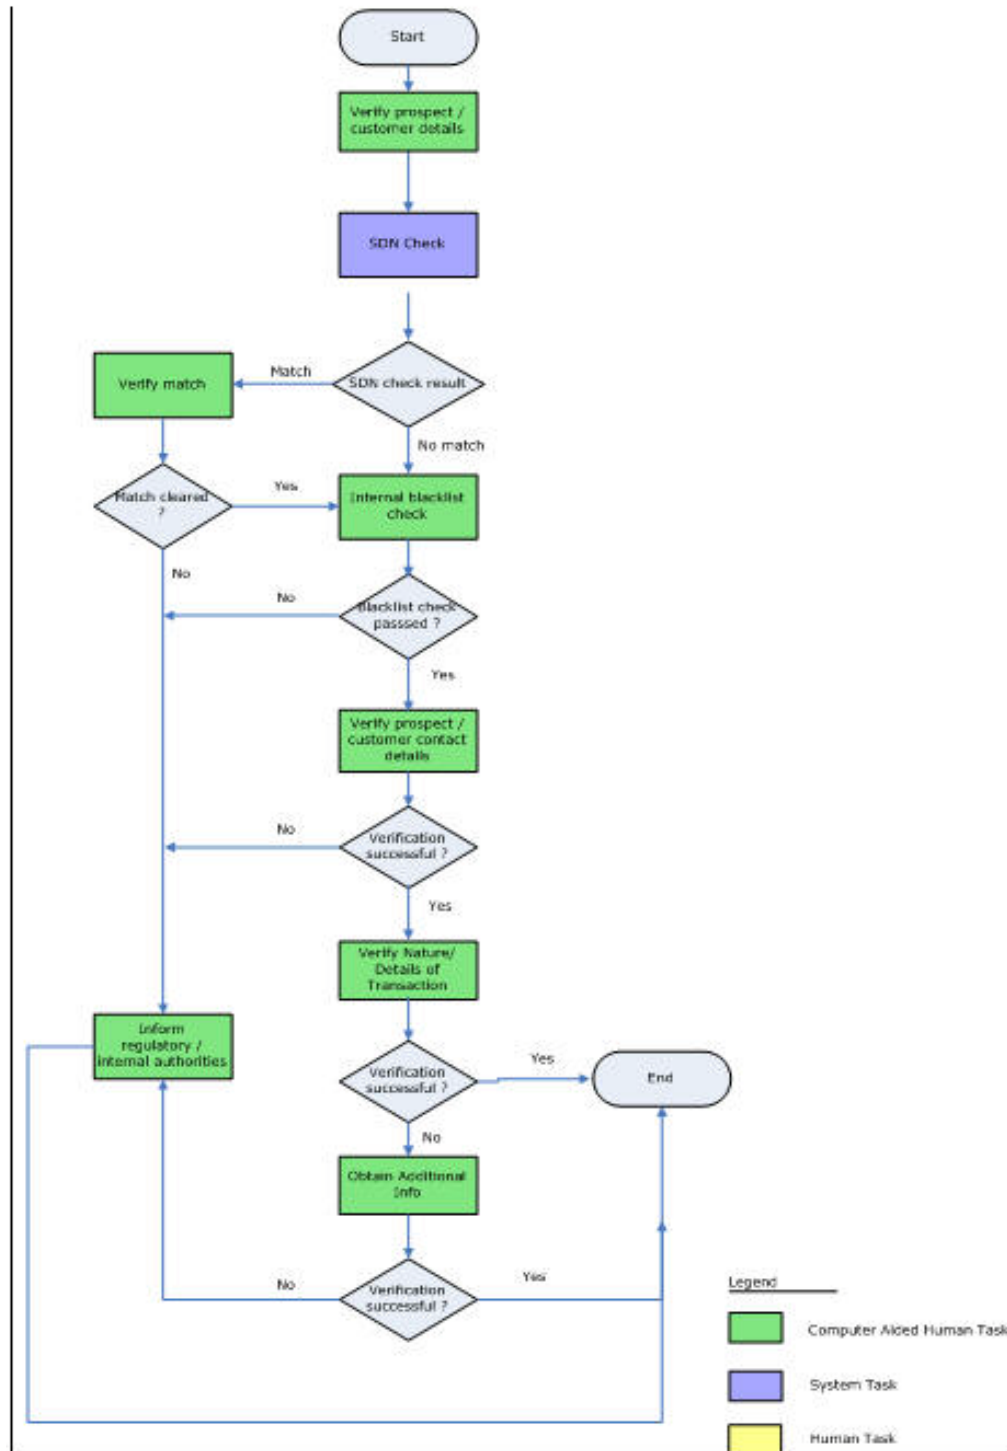 Start
Verify prospect /
customer details
SDN Check
SDN check result
Match
Verify match
No match
Match cleared
?
Yes
Internal blacklist
check
No
No
Blacklist check
passsed ?
Yes
Verify prospect /
customer contact
details
No
Verification
successful ?
Yes
Verify Nature/
Details of
Transaction
Inform
regulatory /
internal authorities
Verification
successful ?
Yes
End
No
Obtain Additional
Info
No
Verification
successful ?
Yes
Legend
Computer Aided Human Task
System Task
Human Task